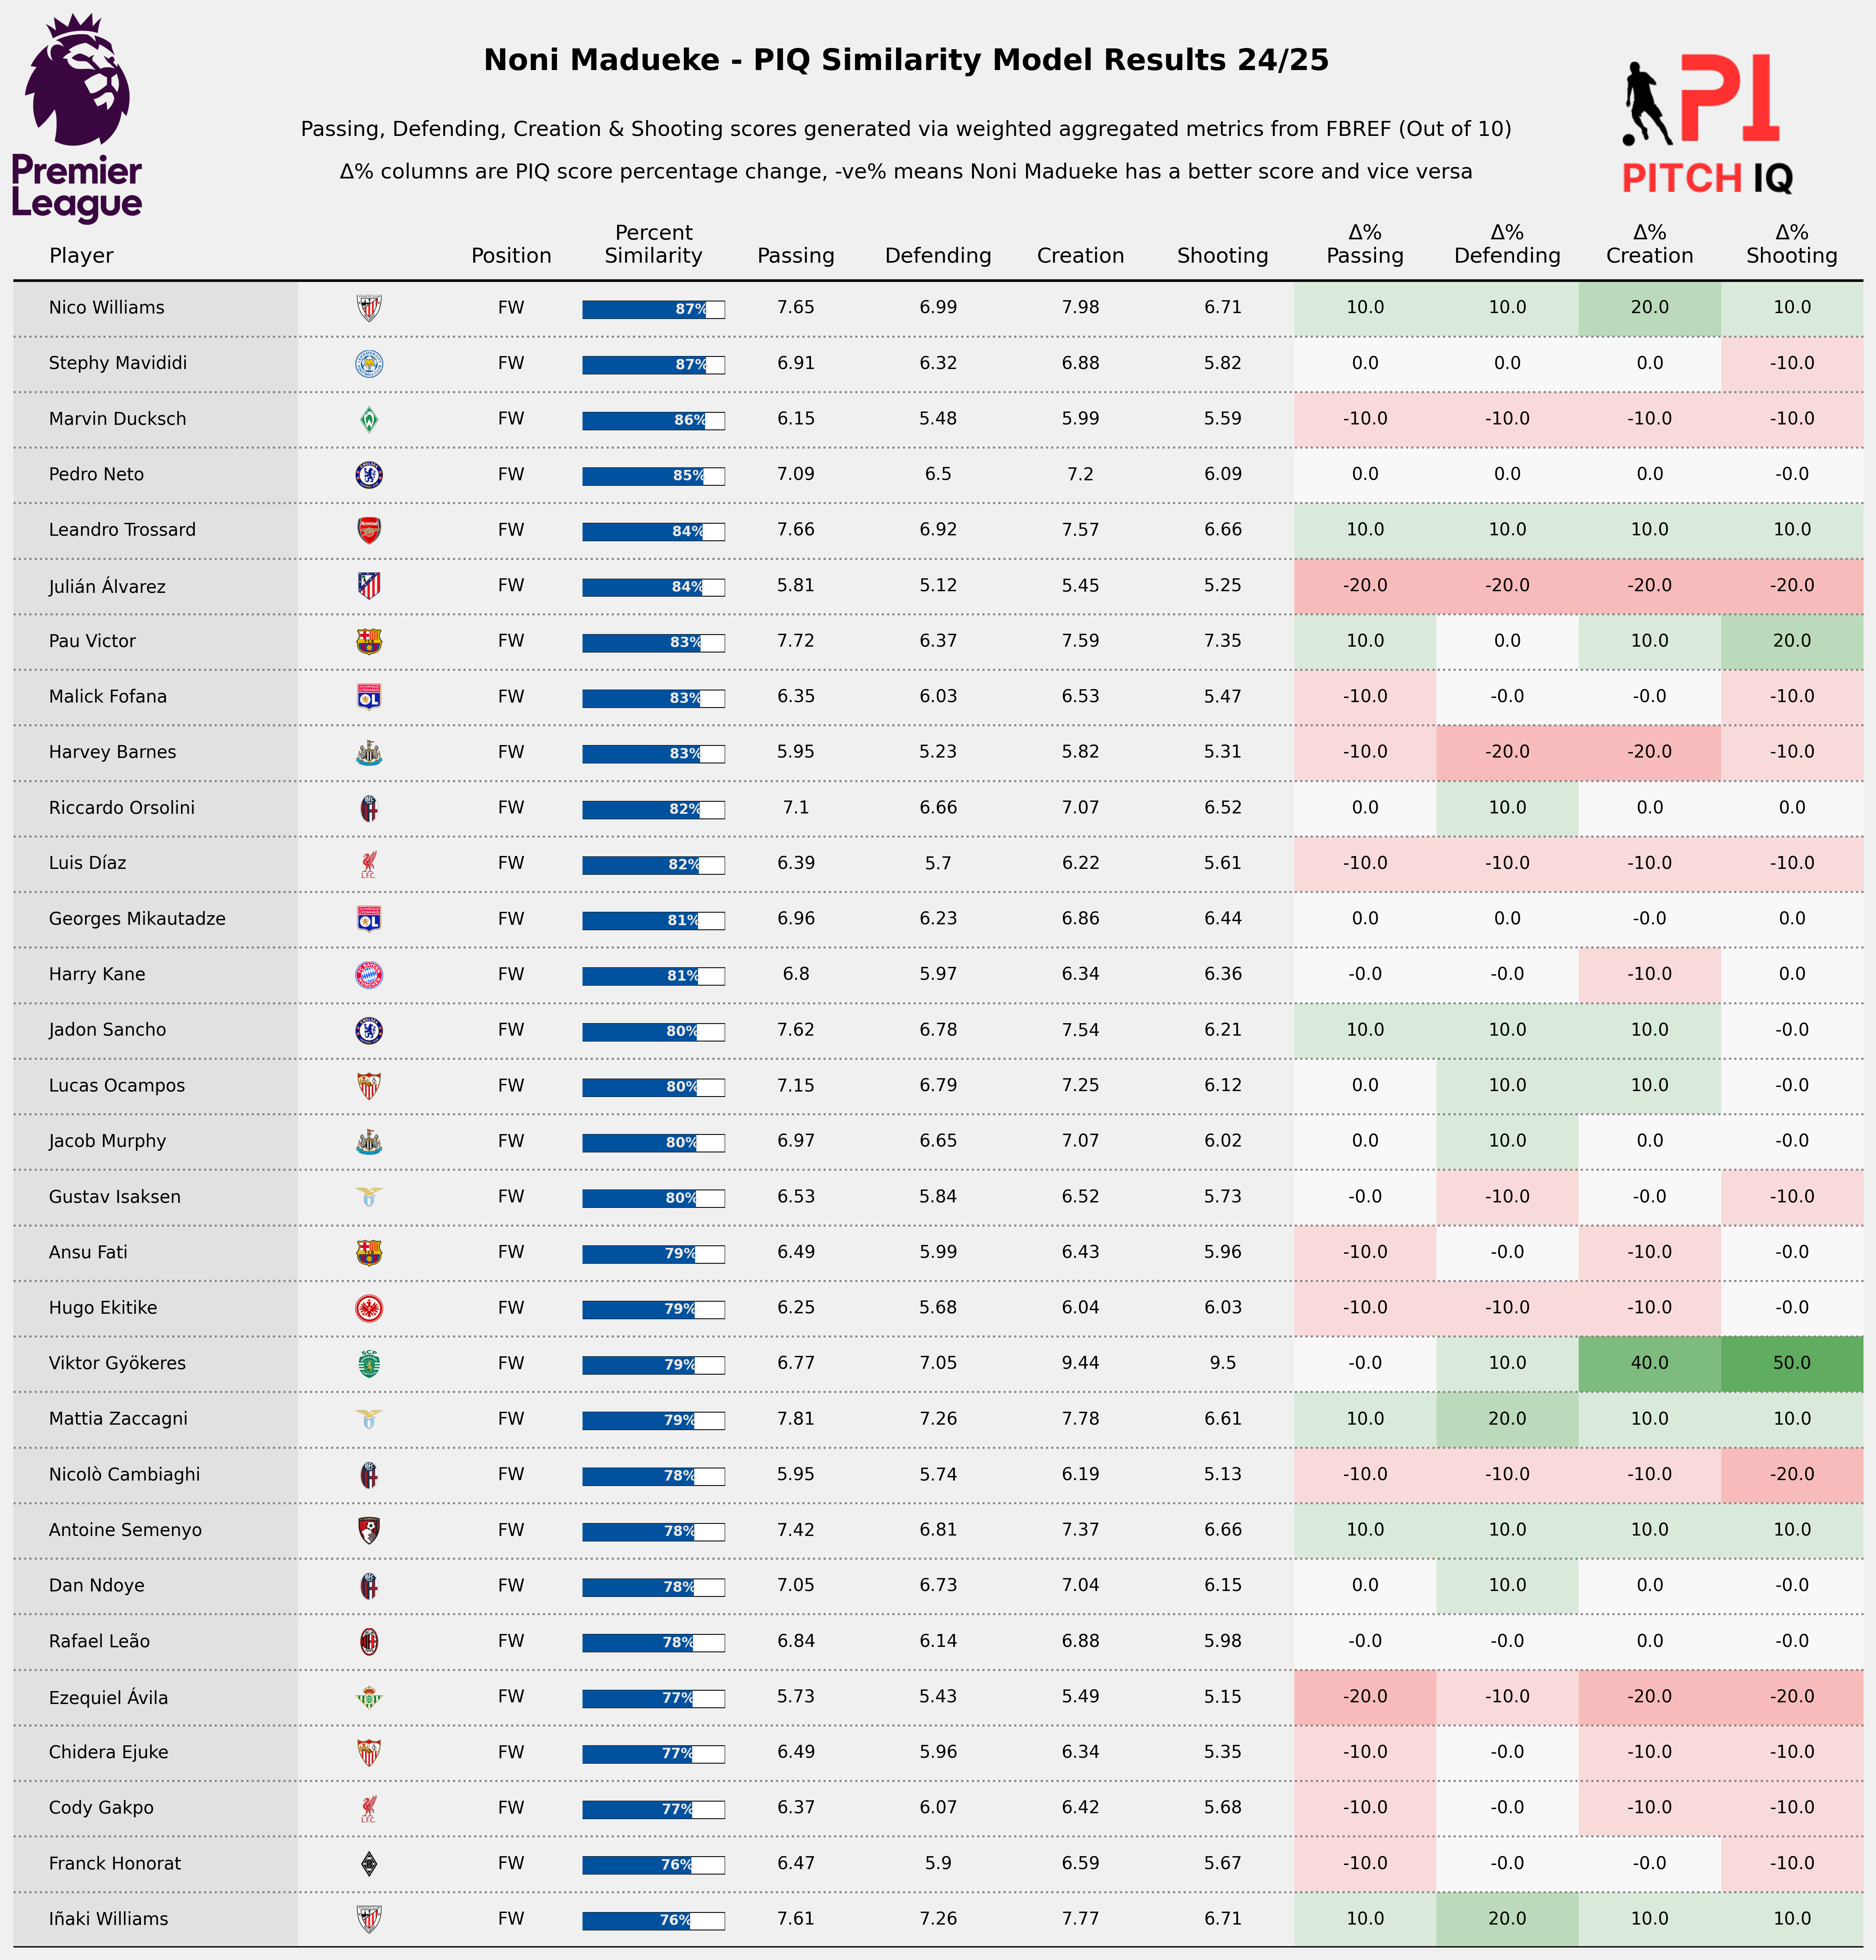 Noni Madueke - PIQ Similarity Model Results 24/25
Passing, Defending, Creation & Shooting scores generated via weighted aggregated metrics from FBREF (Out of 10)
Δ% columns are PIQ score percentage change, -ve% means Noni Madueke has a better score and vice versa
Premier
League
PI
PITCH IQ
Player Position Percent Similarity Passing Defending Creation Shooting Δ% Passing Δ% Defending Δ% Creation Δ% Shooting
Nico Williams FW 87% 7.65 6.99 7.98 6.71 10.0 10.0 20.0 10.0
Stephy Mavididi FW 87% 6.91 6.32 6.88 5.82 0.0 0.0 0.0 -10.0
Marvin Ducksch FW 86% 6.15 5.48 5.99 5.59 -10.0 -10.0 -10.0 -10.0
Pedro Neto FW 85% 7.09 6.5 7.2 6.09 0.0 0.0 0.0 -0.0
Leandro Trossard FW 84% 7.66 6.92 7.57 6.66 10.0 10.0 10.0 10.0
Julián Álvarez FW 84% 5.81 5.12 5.45 5.25 -20.0 -20.0 -20.0 -20.0
Pau Victor FW 83% 7.72 6.37 7.59 7.35 10.0 0.0 10.0 20.0
Malick Fofana FW 83% 6.35 6.03 6.53 5.47 -10.0 -0.0 -0.0 -10.0
Harvey Barnes FW 83% 5.95 5.23 5.82 5.31 -10.0 -20.0 -20.0 -10.0
Riccardo Orsolini FW 82% 7.1 6.66 7.07 6.52 0.0 10.0 0.0 0.0
Luis Díaz FW 82% 6.39 5.7 6.22 5.61 -10.0 -10.0 -10.0 -10.0
Georges Mikautadze FW 81% 6.96 6.23 6.86 6.44 0.0 0.0 -0.0 0.0
Harry Kane FW 81% 6.8 5.97 6.34 6.36 -0.0 -0.0 -10.0 0.0
Jadon Sancho FW 80% 7.62 6.78 7.54 6.21 10.0 10.0 10.0 -0.0
Lucas Ocampos FW 80% 7.15 6.79 7.25 6.12 0.0 10.0 10.0 -0.0
Jacob Murphy FW 80% 6.97 6.65 7.07 6.02 0.0 10.0 0.0 -0.0
Gustav Isaksen FW 80% 6.53 5.84 6.52 5.73 -0.0 -10.0 -0.0 -10.0
Ansu Fati FW 79% 6.49 5.99 6.43 5.96 -10.0 -0.0 -10.0 -0.0
Hugo Ekitike FW 79% 6.25 5.68 6.04 6.03 -10.0 -10.0 -10.0 -0.0
Viktor Gyökeres FW 79% 6.77 7.05 9.44 9.5 -0.0 10.0 40.0 50.0
Mattia Zaccagni FW 79% 7.81 7.26 7.78 6.61 10.0 20.0 10.0 10.0
Nicolò Cambiaghi FW 78% 5.95 5.74 6.19 5.13 -10.0 -10.0 -10.0 -20.0
Antoine Semenyo FW 78% 7.42 6.81 7.37 6.66 10.0 10.0 10.0 10.0
Dan Ndoye FW 78% 7.05 6.73 7.04 6.15 0.0 10.0 0.0 -0.0
Rafael Leão FW 78% 6.84 6.14 6.88 5.98 -0.0 -0.0 0.0 -0.0
Ezequiel Ávila FW 77% 5.73 5.43 5.49 5.15 -20.0 -10.0 -20.0 -20.0
Chidera Ejuke FW 77% 6.49 5.96 6.34 5.35 -10.0 -0.0 -10.0 -10.0
Cody Gakpo FW 77% 6.37 6.07 6.42 5.68 -10.0 -0.0 -10.0 -10.0
Franck Honorat FW 76% 6.47 5.9 6.59 5.67 -10.0 -0.0 -0.0 -10.0
Iñaki Williams FW 76% 7.61 7.26 7.77 6.71 10.0 20.0 10.0 10.0